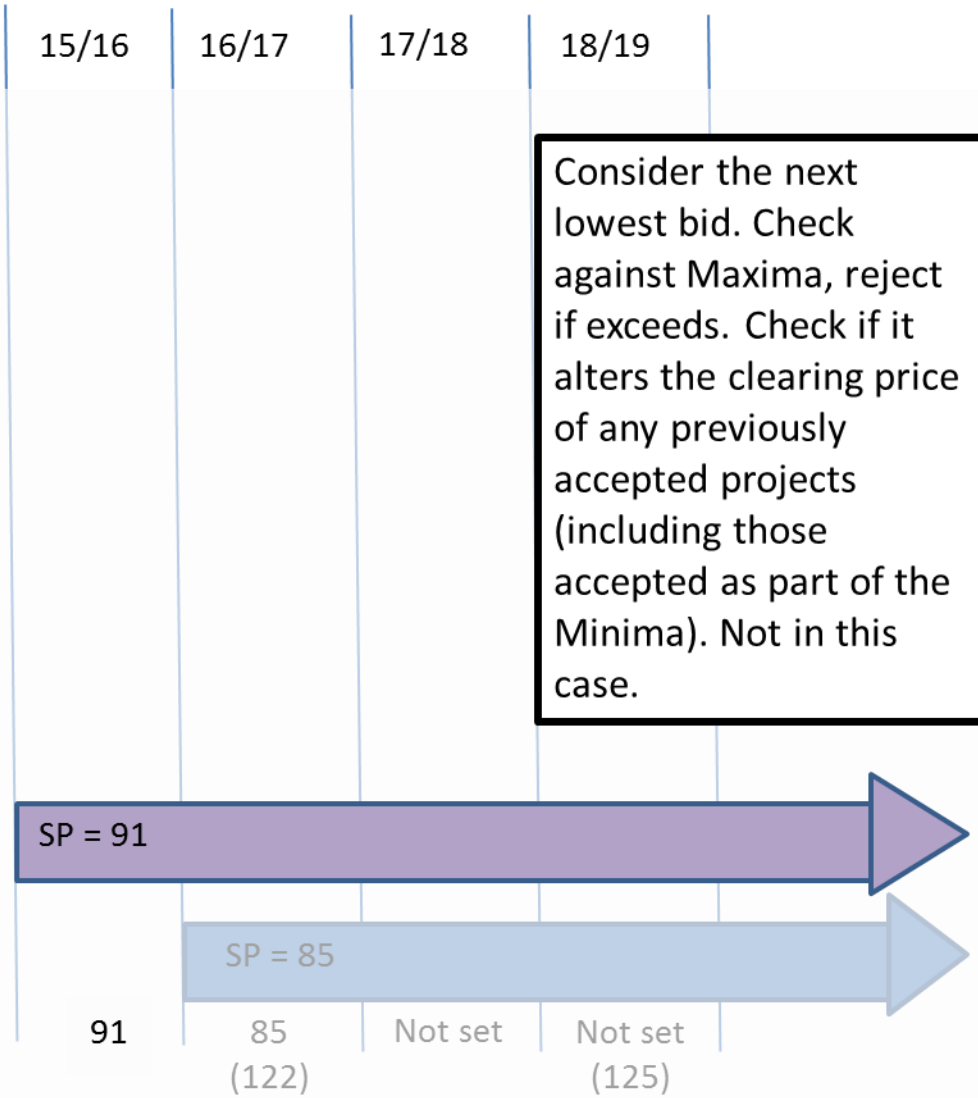 15/16 16/17 17/18 18/19
Consider the next
lowest bid. Check
against Maxima, reject
if exceeds. Check if it
alters the clearing price
of any previously
accepted projects
(including those
accepted as part of the
Minima). Not in this
case.
SP = 91
SP = 85
91 85 Not set Not set
(122) (125)